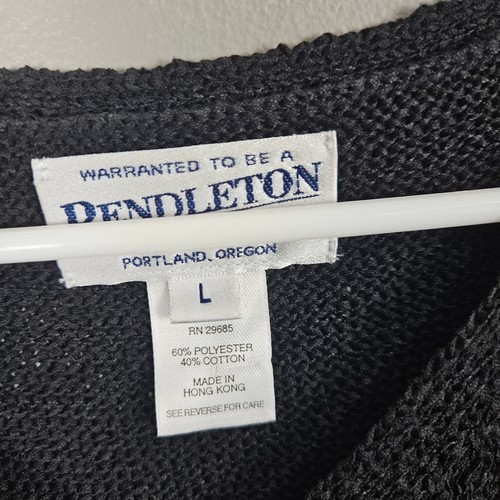 WARRANTED TO BE A
PENDLETON
PORTLAND, OREGON
L
RN 29685
60% POLYESTER
40% COTTON
MADE IN
HONG KONG
SEE REVERSE FOR CARE